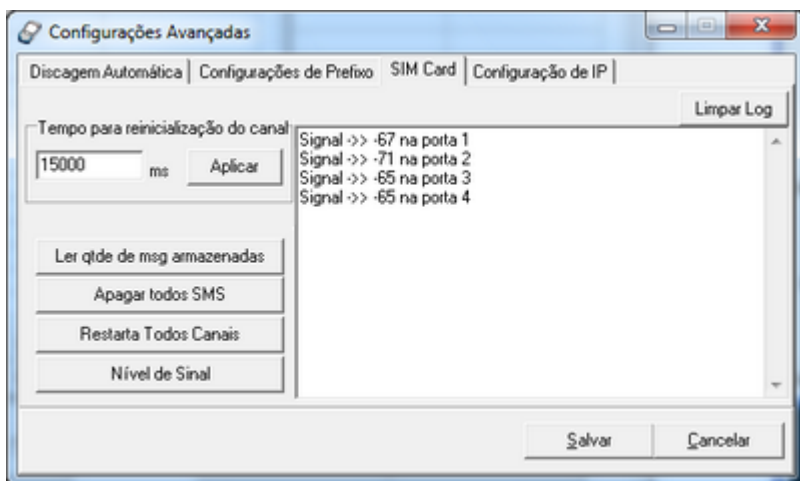 Configurações Avançadas
Discagem Automática
Configurações de Prefixo
SIM Card
Configuração de IP
Limpar Log
Tempo para reinicialização do canal
15000
ms
Aplicar
Signal ->> -67 na porta 1
Signal ->> -71 na porta 2
Signal ->> -65 na porta 3
Signal ->> -65 na porta 4
Ler qtde de msg armazenadas
Apagar todos SMS
Restarta Todos Canais
Nível de Sinal
Salvar
Cancelar